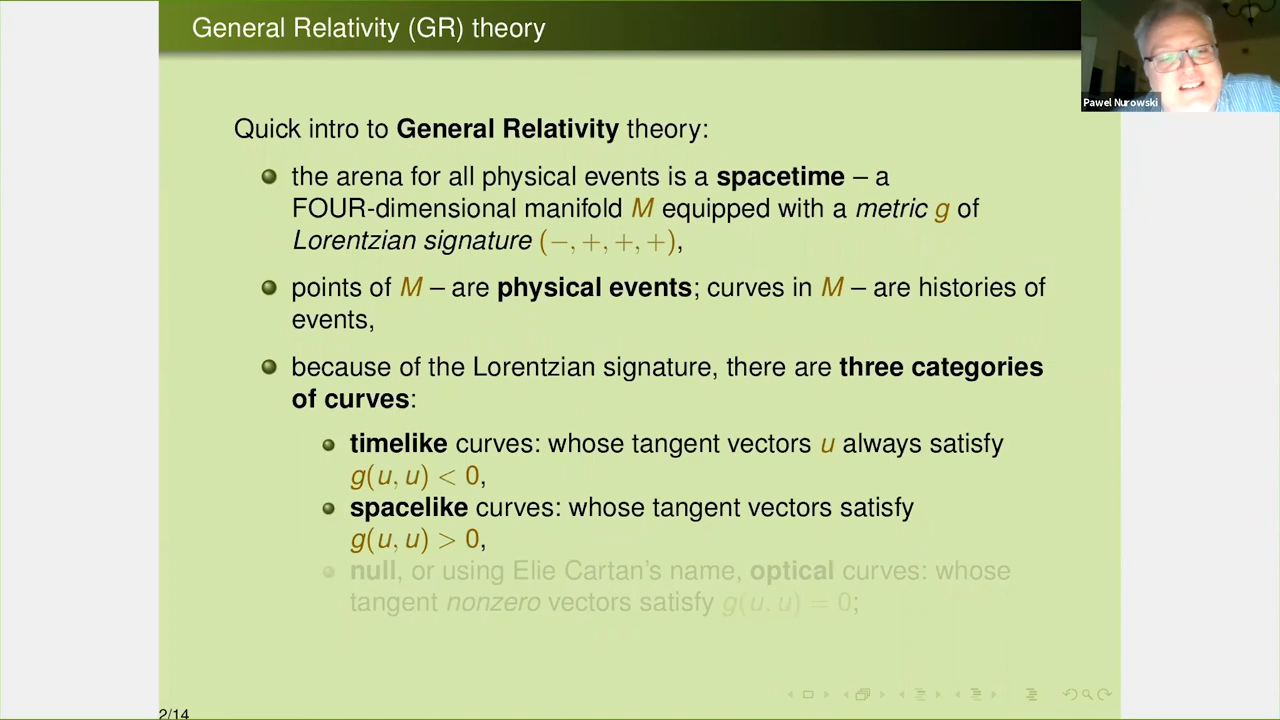 General Relativity (GR) theory
Pawel Nurowski
Quick intro to General Relativity theory:
the arena for all physical events is a spacetime – a
FOUR-dimensional manifold M equipped with a metric g of
Lorentzian signature (−, +, +, +),
points of M – are physical events; curves in M – are histories of
events,
because of the Lorentzian signature, there are three categories
of curves:
timelike curves: whose tangent vectors u always satisfy
g(u, u) < 0,
spacelike curves: whose tangent vectors satisfy
g(u, u) > 0,
null, or using Elie Cartan's name, optical curves: whose
tangent nonzero vectors satisfy g(u, u) = 0;
2/14